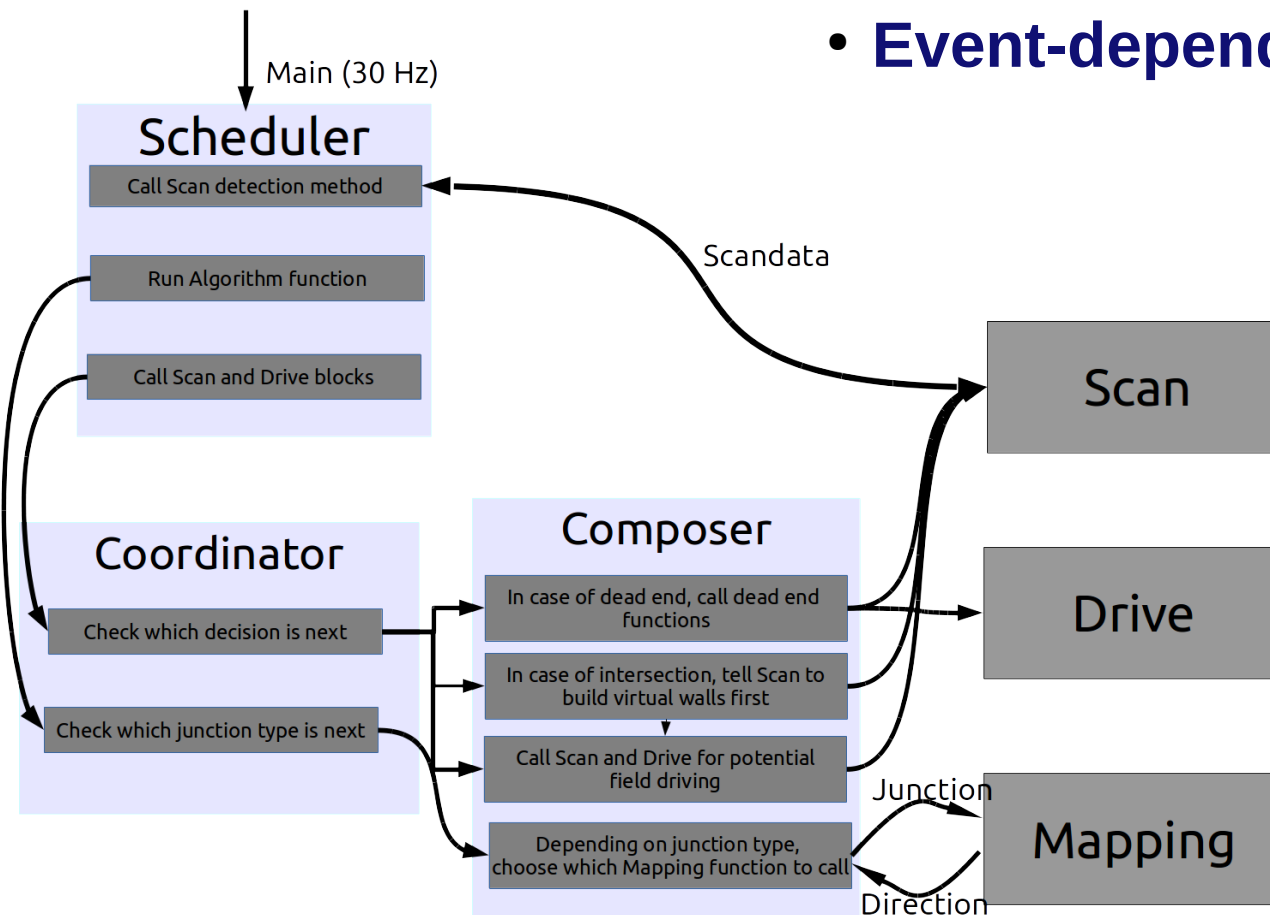 • Event-depend
Main (30 Hz)
Scheduler
Call Scan detection method
Run Algorithm function
Call Scan and Drive blocks
Scandata
Scan
Coordinator
Check which decision is next
Check which junction type is next
Composer
In case of dead end, call dead end
functions
In case of intersection, tell Scan to
build virtual walls first
Call Scan and Drive for potential
field driving
Depending on junction type,
choose which Mapping function to call
Drive
Junction
Mapping
Direction